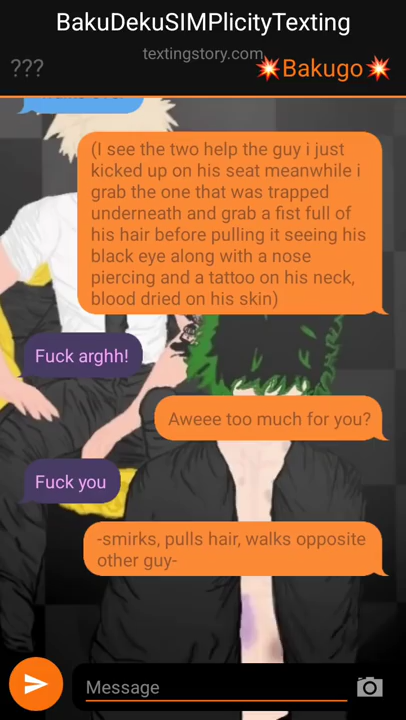 BakuDekuSIMPlicityTexting
textingstory.com
???
💥Bakugo💥
(I see the two help the guy i just
kicked up on his seat meanwhile i
grab the one that was trapped
underneath and grab a fist full of
his hair before pulling it seeing his
black eye along with a nose
piercing and a tattoo on his neck,
blood dried on his skin)
Fuck arghh!
Aweee too much for you?
Fuck you
-smirks, pulls hair, walks opposite
other guy-
Message